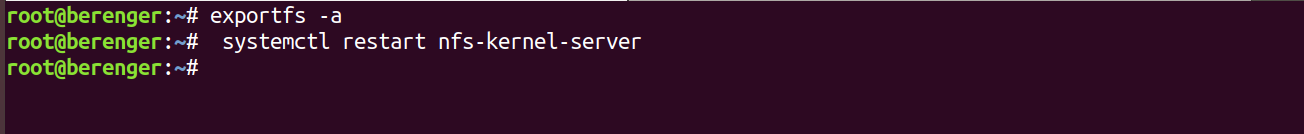 root@berenger:~# exportfs -a
root@berenger:~#  systemctl restart nfs-kernel-server
root@berenger:~#